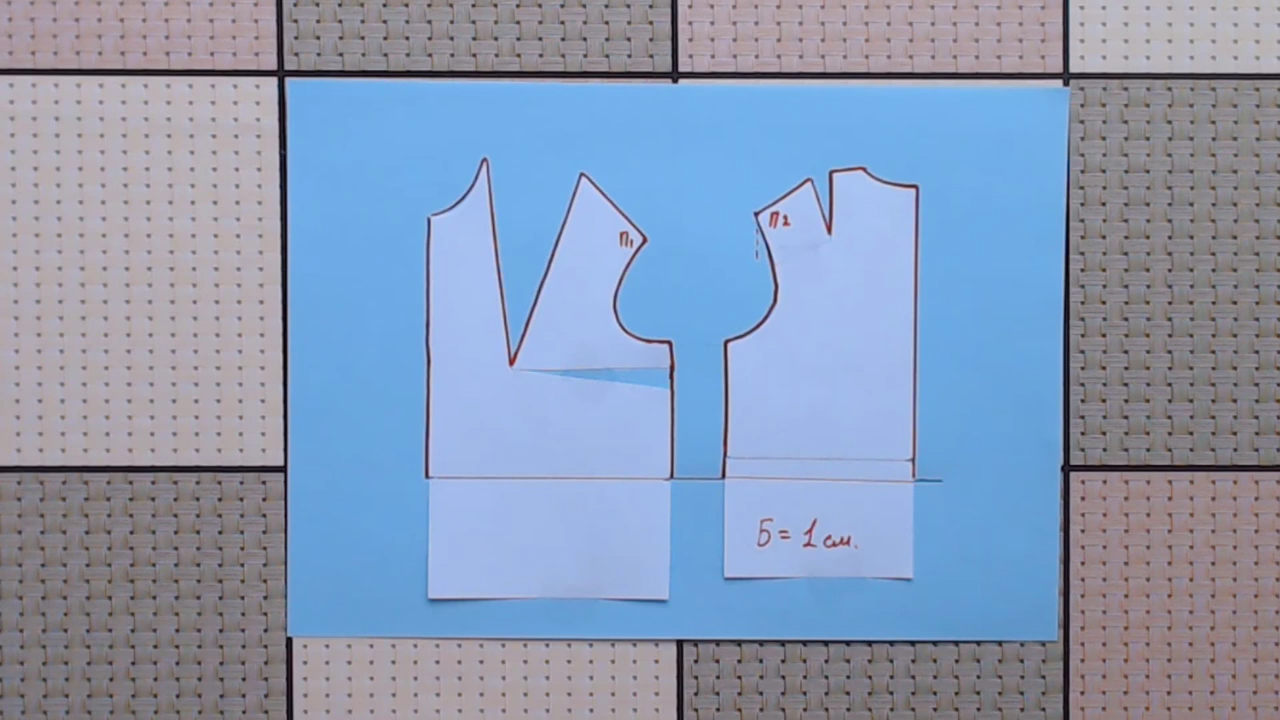 П₁
П₂
Б = 1 см.